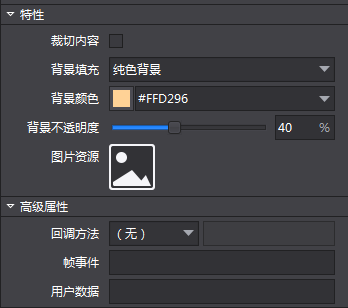 特性
裁切内容
背景填充 纯色背景
背景颜色 #FFD296
背景不透明度 40 %
图片资源
高级属性
回调方法 (无)
帧事件
用户数据